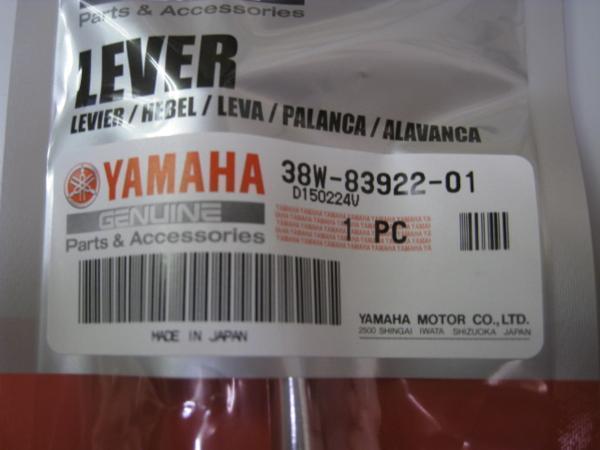 Parts & Accessories
LEVER
LEVIER / HEBEL / LEVA / PALANCA / ALAVANCA
YAMAHA 38W-83922-01
D150224V
GENUINE
Parts & Accessories
1 PC
MADE IN JAPAN
YAMAHA MOTOR CO., LTD.
2500 SHINGAI IWATA SHIZUOKA JAPAN